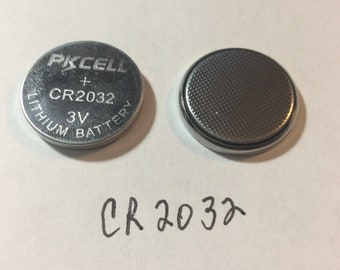 PKCELL
+
CR2032
3V
LITHIUM BATTERY
CR2032